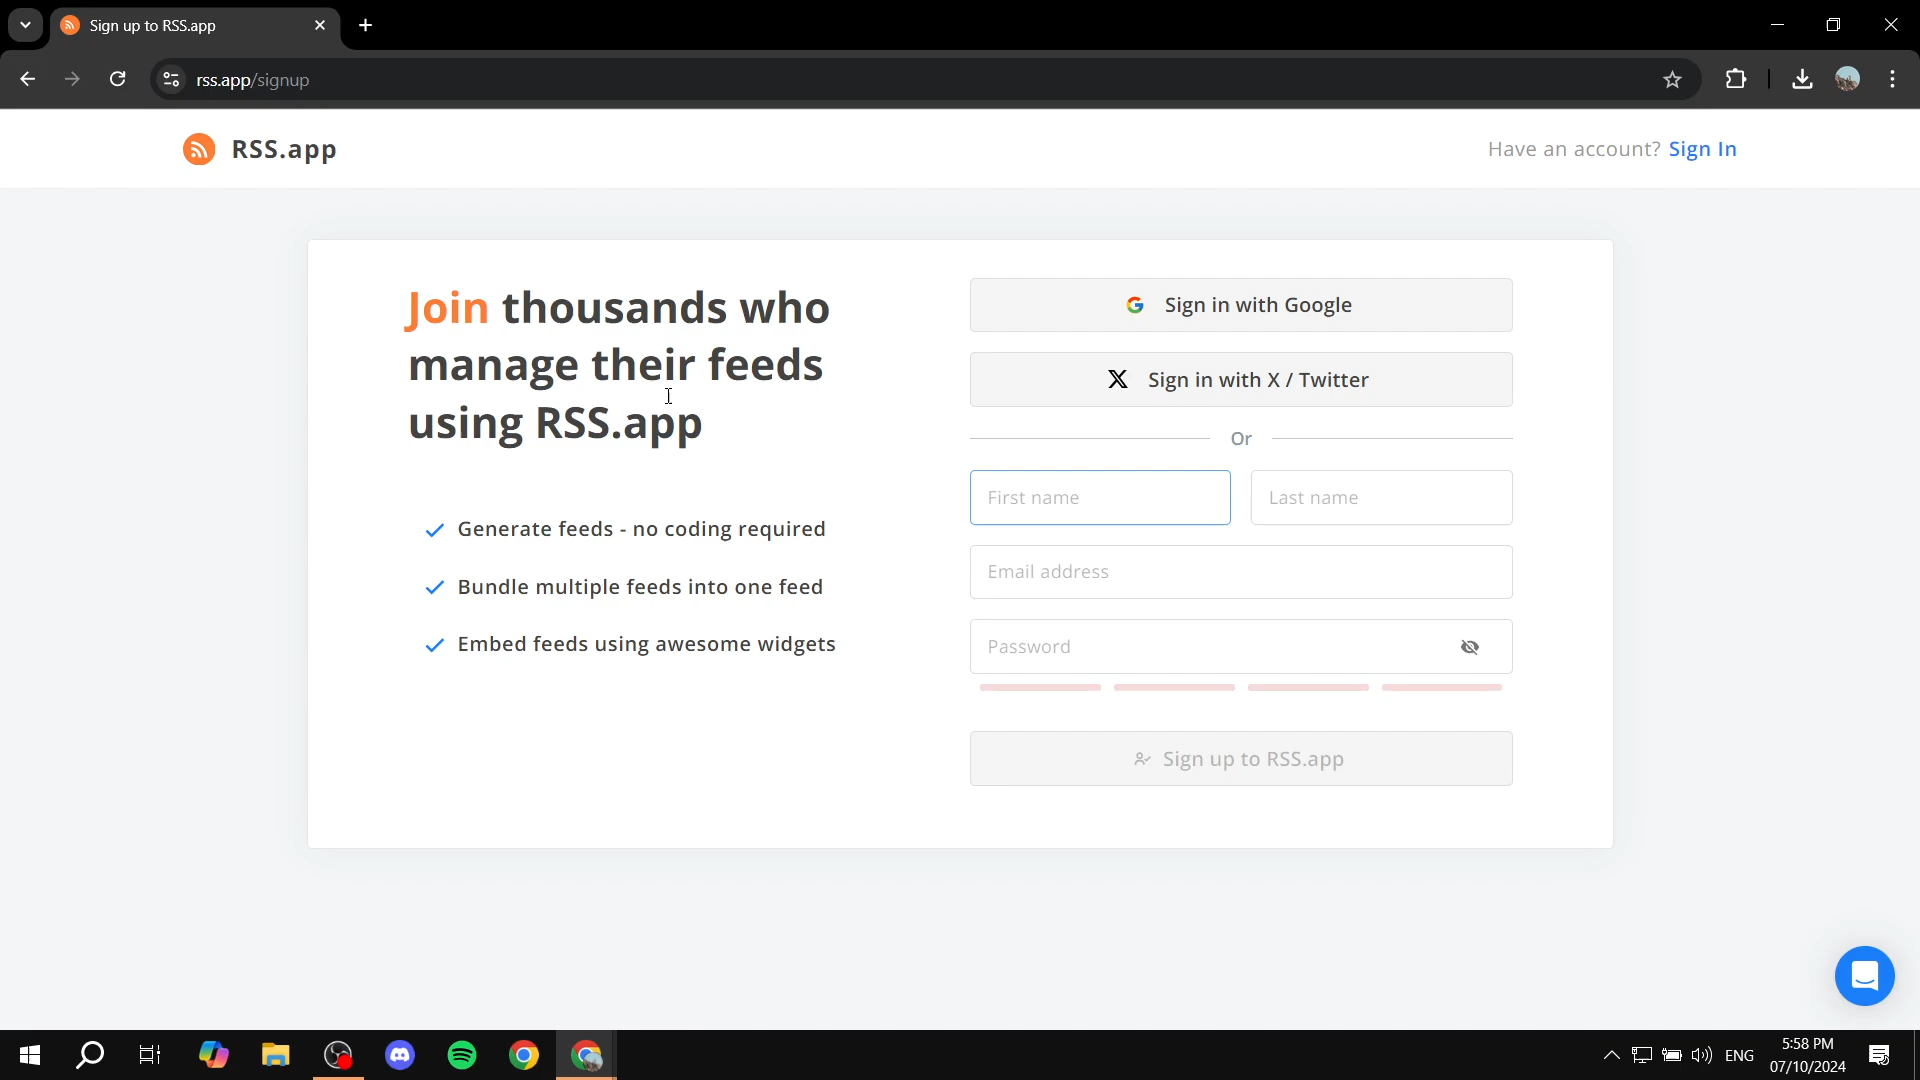 Sign up to RSS.app
rss.app/signup
RSS.app
Have an account? Sign In
Join thousands who
manage their feeds
using RSS.app
Generate feeds - no coding required
Bundle multiple feeds into one feed
Embed feeds using awesome widgets
Sign in with Google
Sign in with X / Twitter
Or
First name
Last name
Email address
Password
Sign up to RSS.app
ENG
5:58 PM
07/10/2024